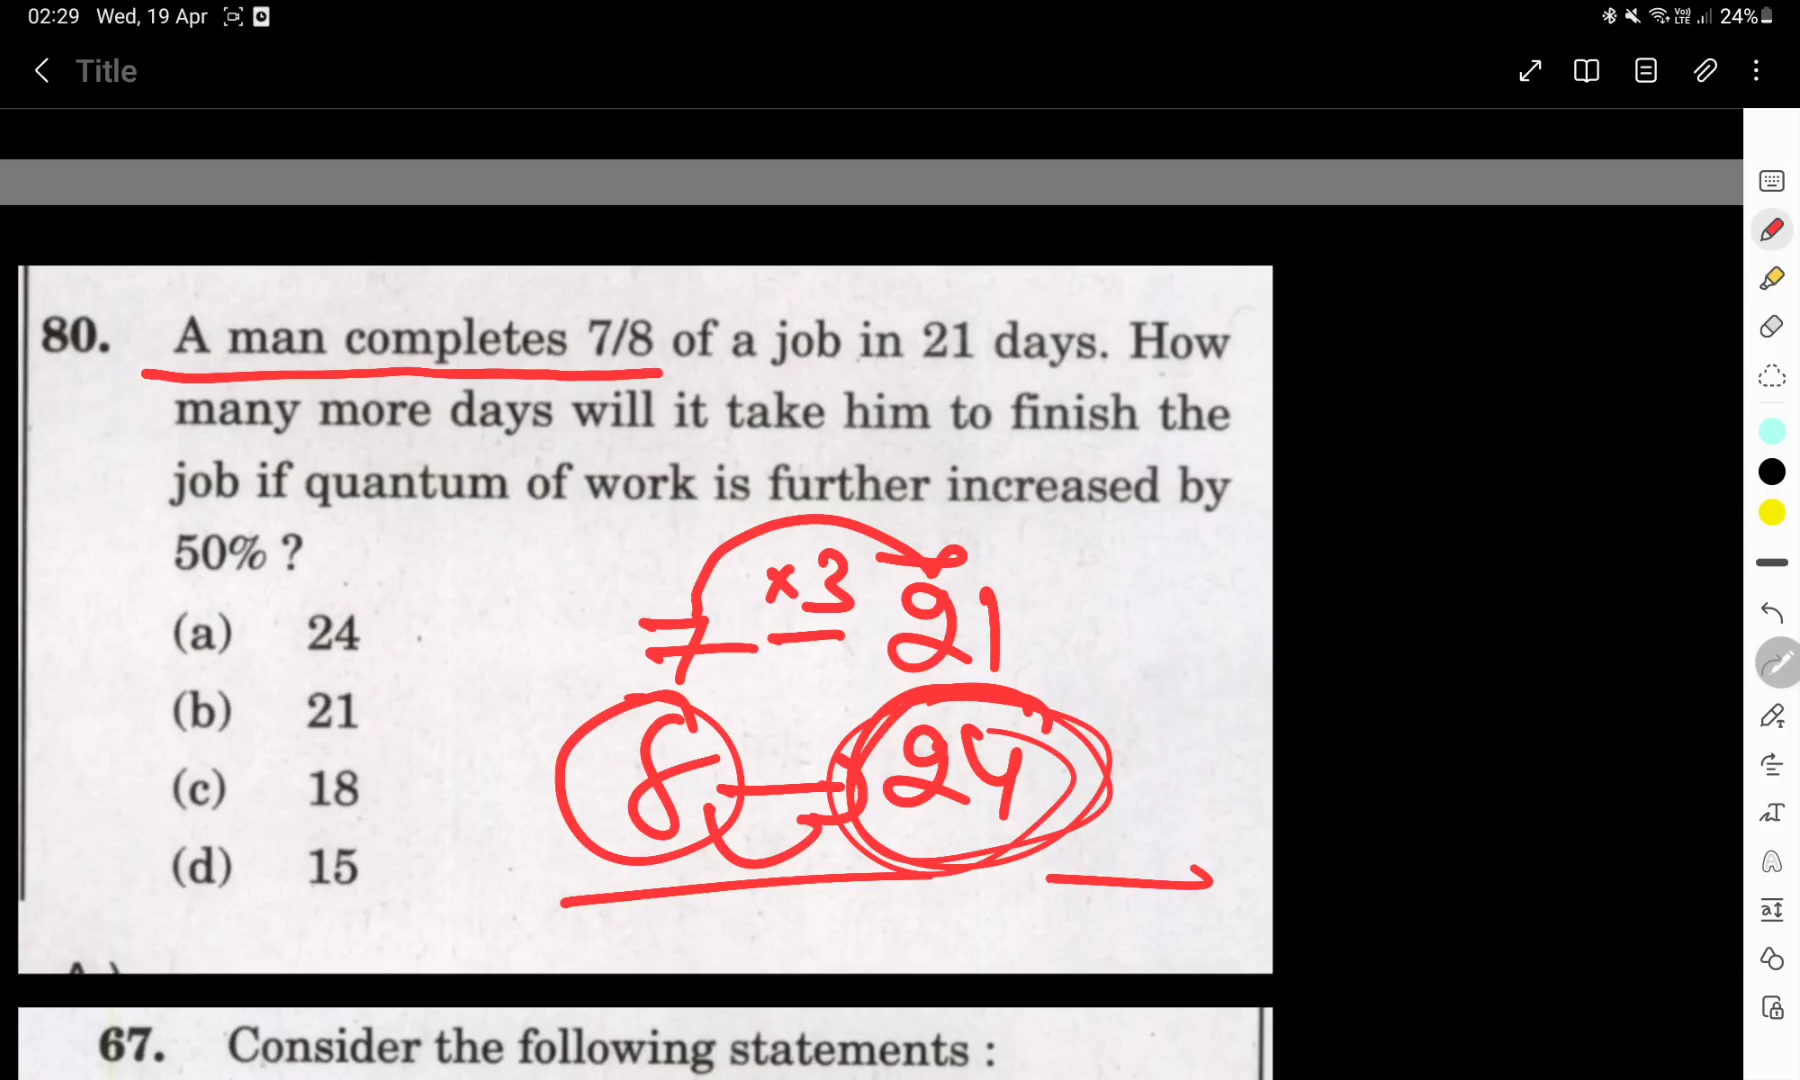 02:29 Wed, 19 Apr
Vo)) LTE 24%
Title
80. A man completes 7/8 of a job in 21 days. How
many more days will it take him to finish the
job if quantum of work is further increased by
50% ?
(a) 24
(b) 21
(c) 18
(d) 15
7 × 3 21
8 24
67. Consider the following statements :